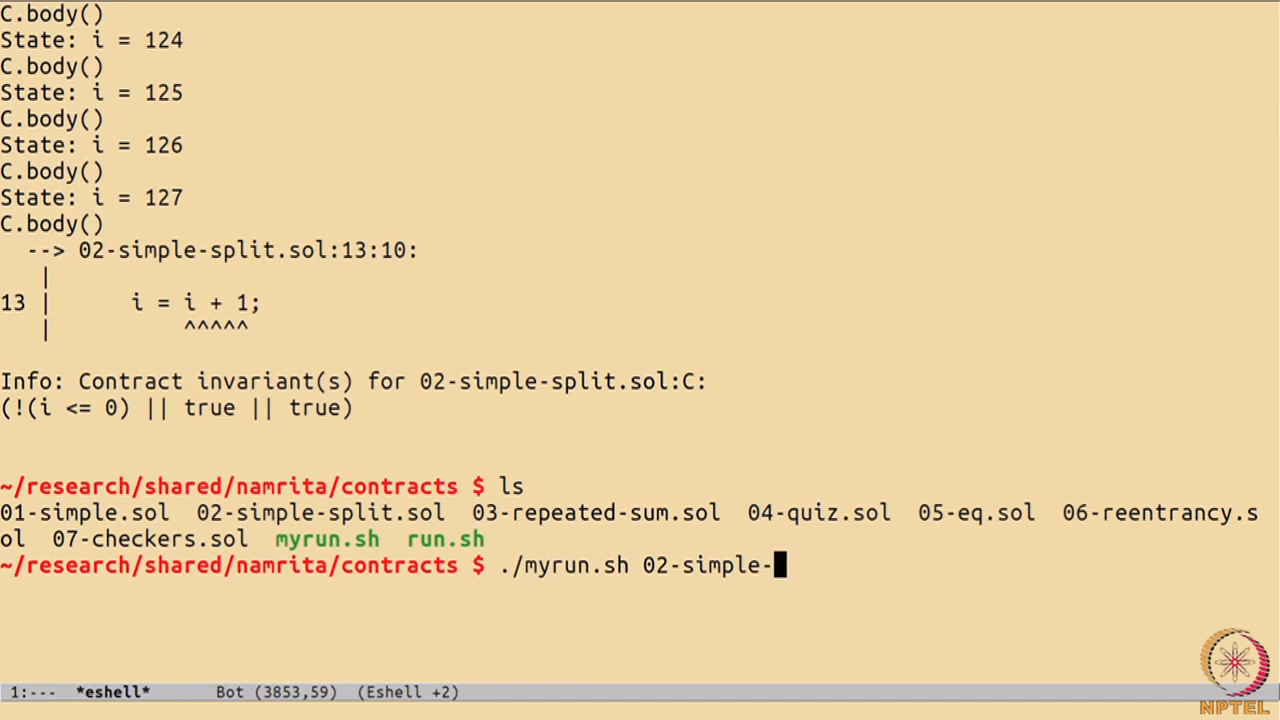 C.body()
State: i = 124
C.body()
State: i = 125
C.body()
State: i = 126
C.body()
State: i = 127
C.body()
  --> 02-simple-split.sol:13:10:
   |
13 |      i = i + 1;
   |          ^^^^^
Info: Contract invariant(s) for 02-simple-split.sol:C:
(!(i <= 0) || true || true)
~/research/shared/namrita/contracts $ ls
01-simple.sol  02-simple-split.sol  03-repeated-sum.sol  04-quiz.sol  05-eq.sol  06-reentrancy.s
ol  07-checkers.sol  myrun.sh  run.sh
~/research/shared/namrita/contracts $ ./myrun.sh 02-simple-
1:---  *eshell*     Bot (3853,59)  (Eshell +2)
NPTEL